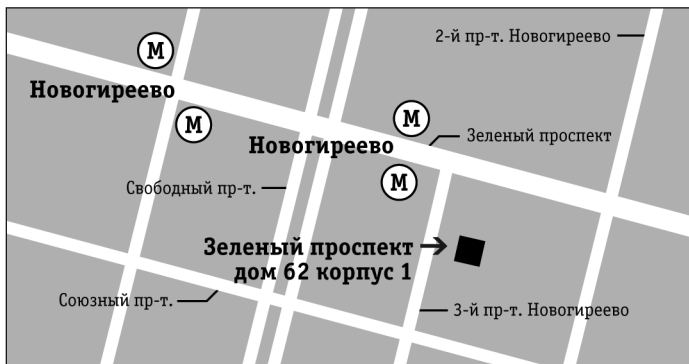 2-й пр-т. Новогиреево
М
Новогиреево
М
М
Зеленый проспект
Новогиреево
М
Свободный пр-т.
Зеленый проспект
дом 62 корпус 1
Союзный пр-т.
3-й пр-т. Новогиреево